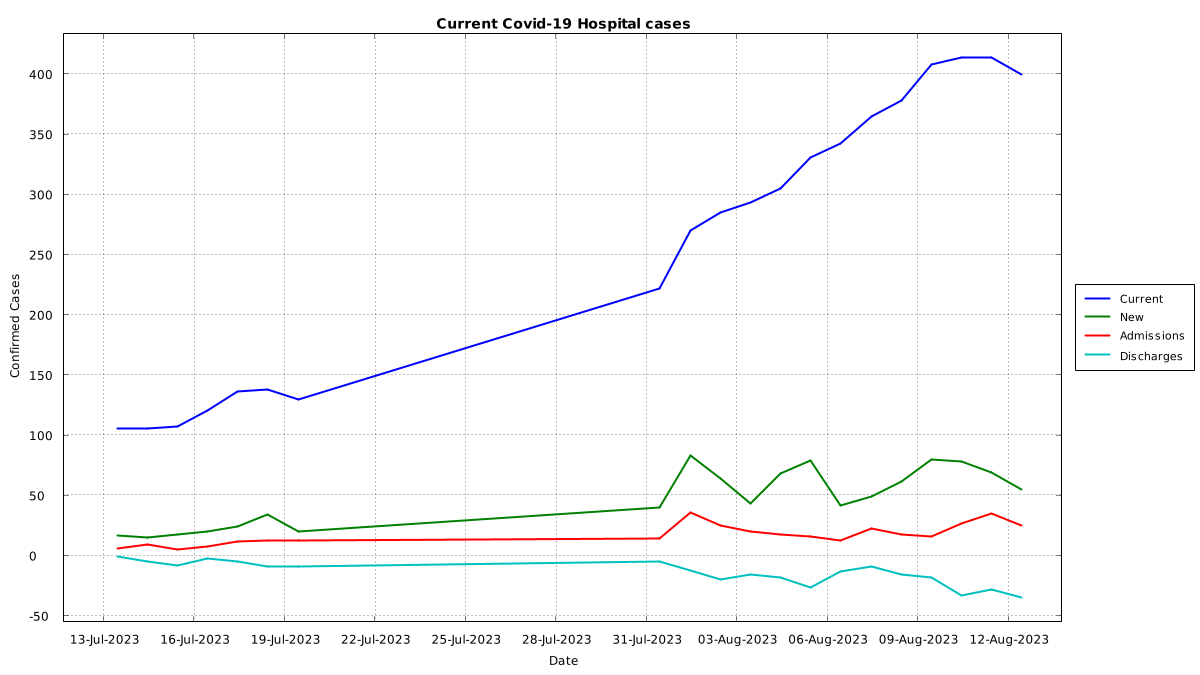 Current Covid-19 Hospital cases
400
350
300
250
200
150
100
50
0
-50
Confirmed Cases
13-Jul-2023 16-Jul-2023 19-Jul-2023 22-Jul-2023 25-Jul-2023 28-Jul-2023 31-Jul-2023 03-Aug-2023 06-Aug-2023 09-Aug-2023 12-Aug-2023
Date
Current
New
Admissions
Discharges